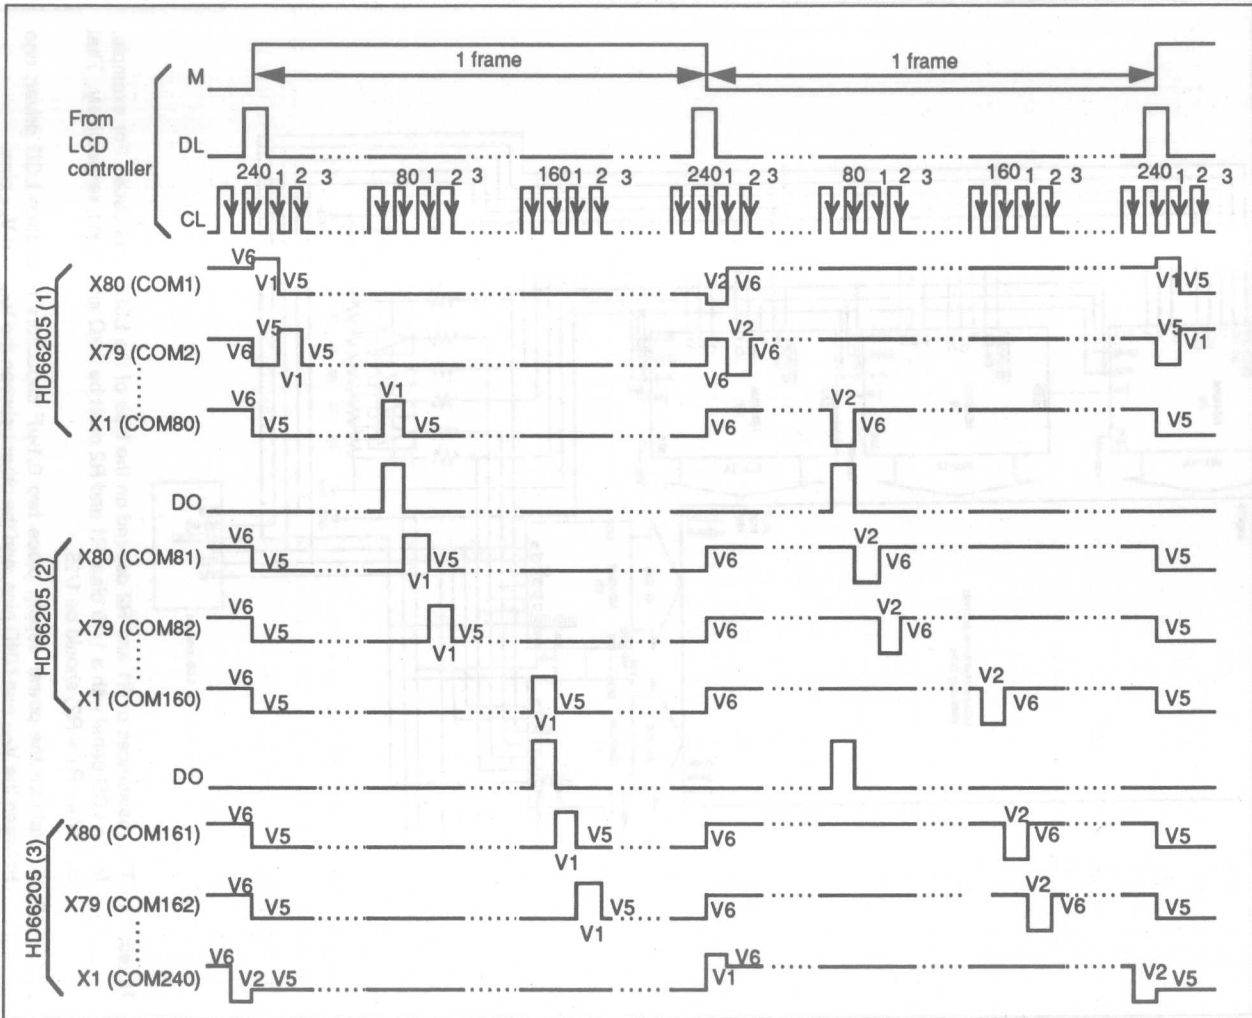 M
1 frame
1 frame
From
LCD
controller
DL
240 1 2 3
80 1 2 3
160 1 2 3
240 1 2 3
80 1 2 3
160 1 2 3
240 1 2 3
CL
HD66205 (1)
X80 (COM1)
V6 V1 V5 V2 V6 V1 V5
X79 (COM2)
V6 V5 V1 V5 V6 V2 V6 V5 V1
X1 (COM80)
V6 V5 V1 V5 V6 V2 V6 V5
DO
HD66205 (2)
X80 (COM81)
V6 V5 V1 V5 V6 V2 V6 V5
X79 (COM82)
V6 V5 V1 V5 V6 V2 V6 V5
X1 (COM160)
V6 V5 V1 V5 V6 V2 V6 V5
DO
HD66205 (3)
X80 (COM161)
V6 V5 V1 V5 V6 V2 V6 V5
X79 (COM162)
V6 V5 V1 V5 V6 V2 V6 V5
X1 (COM240)
V6 V2 V5 V1 V6 V2 V5